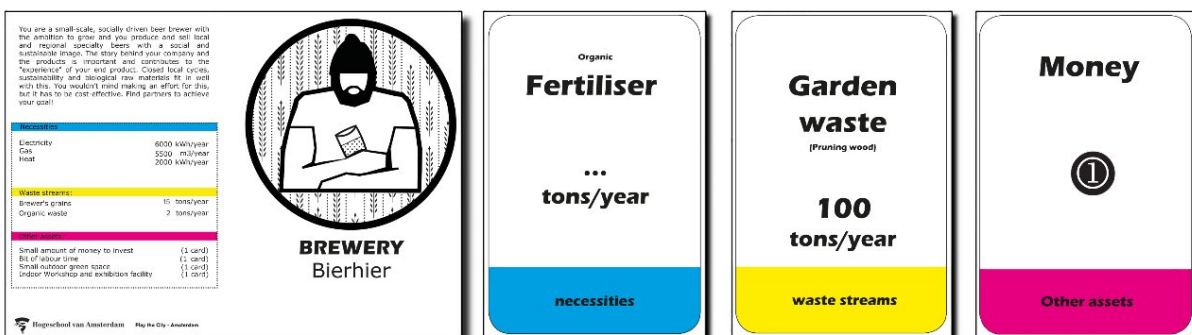 You are a small-scale, socially driven beer brewer with
the ambition to grow and you produce and sell local
and regional specialty beers with a social and
sustainable image. The story behind your company and
the products is important and contributes to the
"experience" of your end product. Closed local cycles,
sustainability and biological raw materials fit in well
with this. You wouldn't mind making an effort for this,
but it has to be cost-effective. Find partners to achieve
your goal!
Necessities
Electricity 6000 kWh/year
Gas 5500 m3/year
Heat 2000 kWh/year
Waste streams:
Brewer's grains 15 tons/year
Organic waste 2 tons/year
Other assets:
Small amount of money to invest (1 card)
Bit of labour time (1 card)
Small outdoor green space (1 card)
Indoor Workshop and exhibition facility (1 card)
Hogeschool van Amsterdam Play the City - Amsterdam
BREWERY
Bierhier
Organic
Fertiliser
...
tons/year
necessities
Garden
waste
(Pruning wood)
100
tons/year
waste streams
Money
1
Other assets